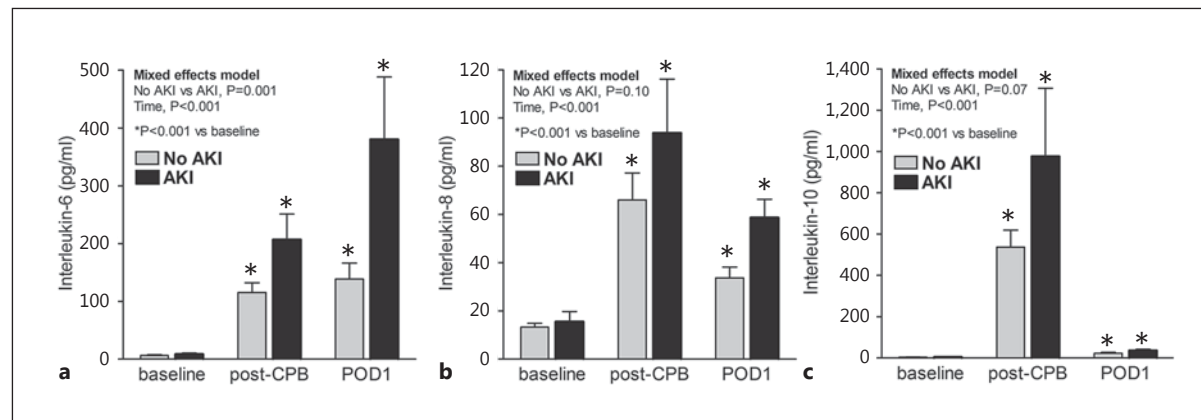 Interleukin-6 (pg/ml)
500
400
300
200
100
0
Mixed effects model
No AKI vs AKI, P=0.001
Time, P<0.001
*P<0.001 vs baseline
No AKI
AKI
*
*
*
*
baseline post-CPB POD1
a
Interleukin-8 (pg/ml)
120
100
80
60
40
20
0
Mixed effects model
No AKI vs AKI, P=0.10
Time, P<0.001
*P<0.001 vs baseline
No AKI
AKI
*
*
*
*
baseline post-CPB POD1
b
Interleukin-10 (pg/ml)
1,400
1,200
1,000
800
600
400
200
0
Mixed effects model
No AKI vs AKI, P=0.07
Time, P<0.001
*P<0.001 vs baseline
No AKI
AKI
*
*
*
*
baseline post-CPB POD1
c